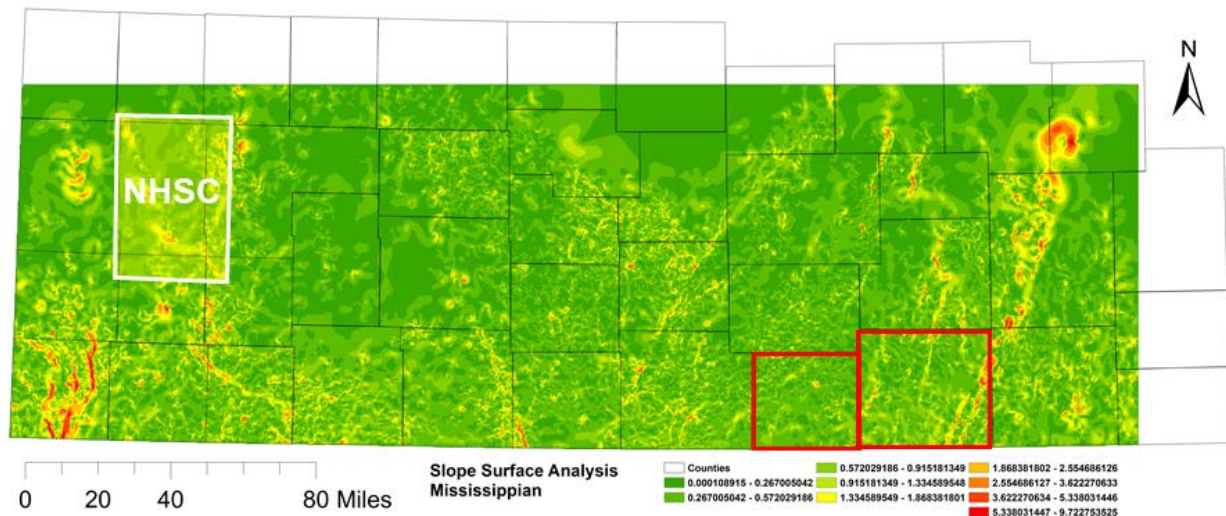 N
NHSC
0 20 40 80 Miles
Slope Surface Analysis
Mississippian
Counties
0.000108915 - 0.267005042
0.267005042 - 0.572029186
0.572029186 - 0.915181349
0.915181349 - 1.334589548
1.334589549 - 1.868381801
1.868381802 - 2.554686126
2.554686127 - 3.622270633
3.622270634 - 5.338031446
5.338031447 - 9.722753525